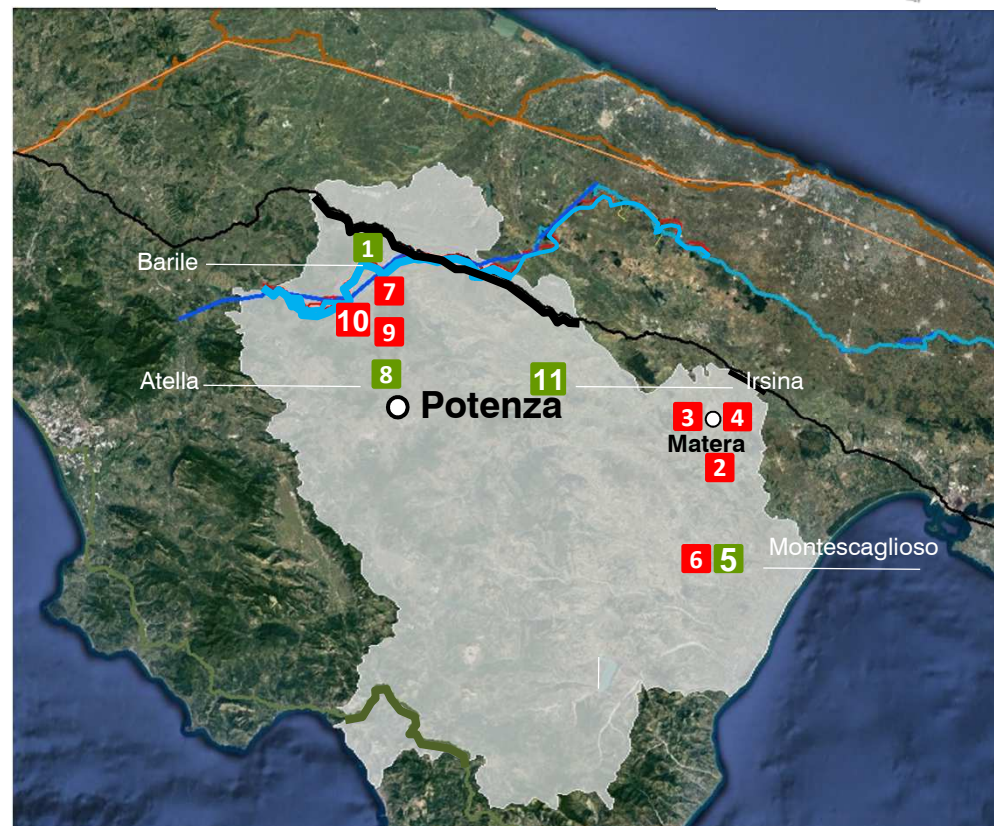 1
Barile
7
10
9
8
Atella
11
Irsina
Potenza
3
4
Matera
2
Montescaglioso
6
5